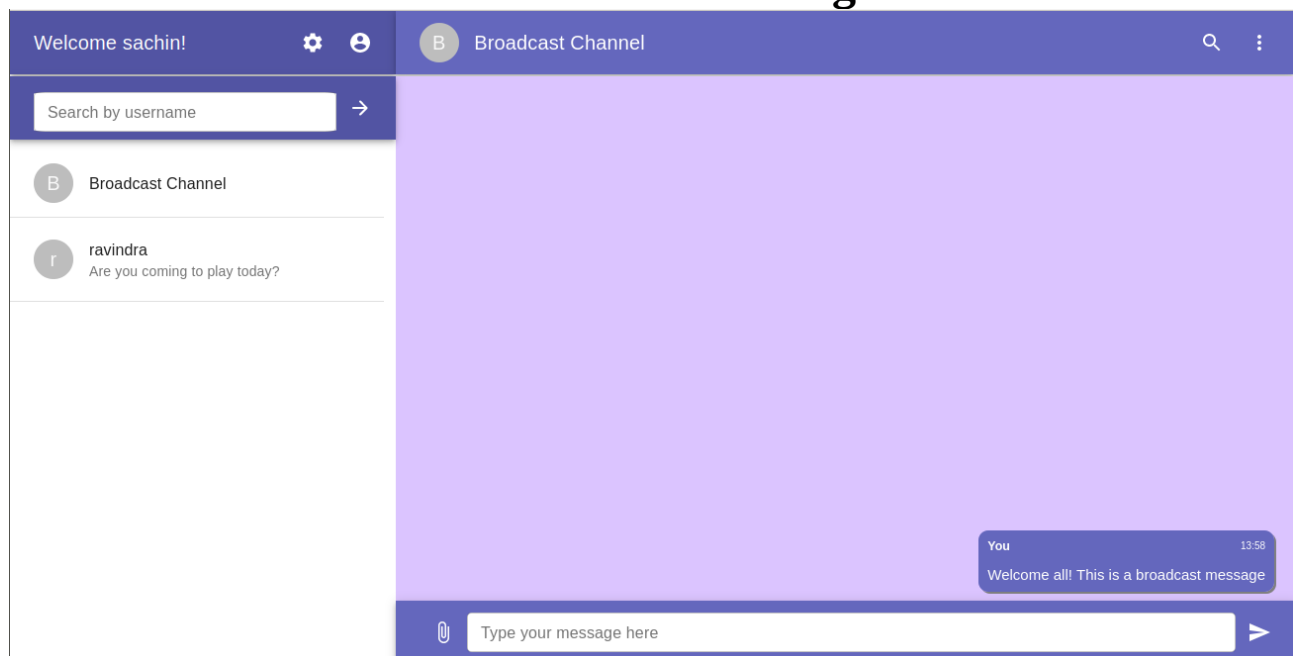 Welcome sachin!
Search by username
B
Broadcast Channel
r
ravindra
Are you coming to play today?
B
Broadcast Channel
You
13:58
Welcome all! This is a broadcast message
Type your message here